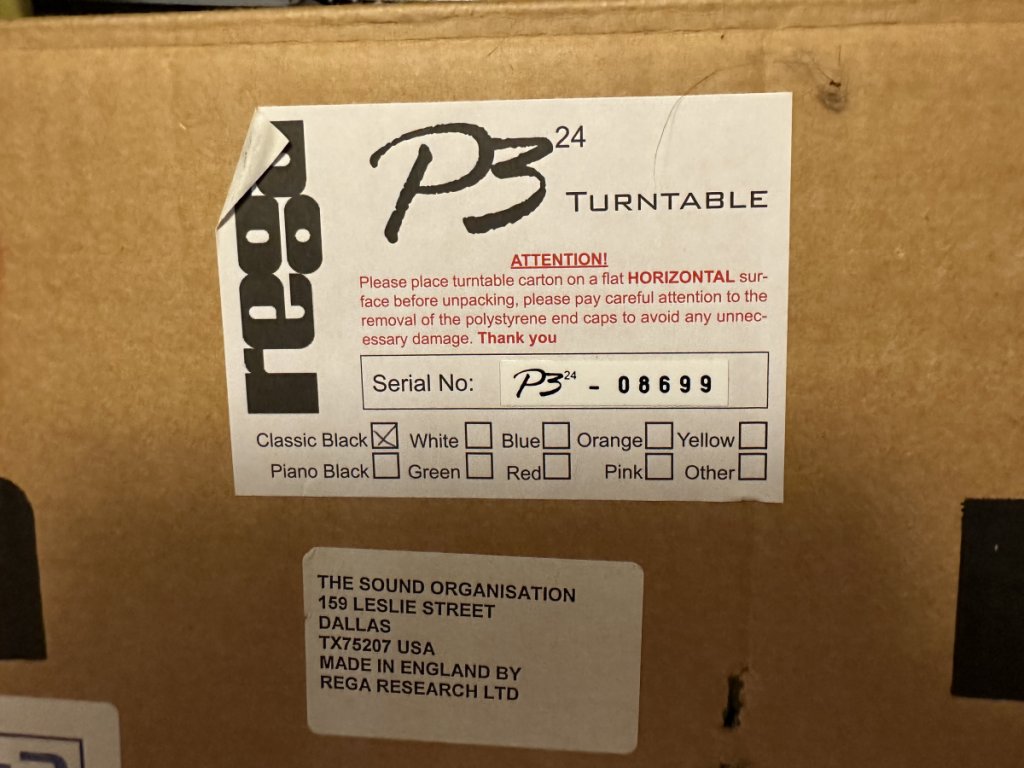 rega
P3 24
TURNTABLE
ATTENTION!
Please place turntable carton on a flat HORIZONTAL sur-
face before unpacking, please pay careful attention to the
removal of the polystyrene end caps to avoid any unnec-
essary damage. Thank you
Serial No: P3 24 - 08699
Classic Black White Blue Orange Yellow
Piano Black Green Red Pink Other
THE SOUND ORGANISATION
159 LESLIE STREET
DALLAS
TX75207 USA
MADE IN ENGLAND BY
REGA RESEARCH LTD